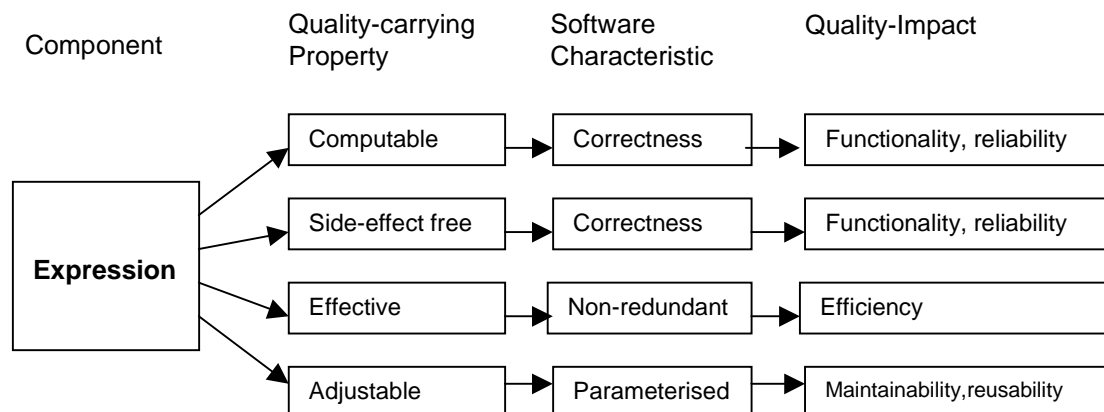 Component
Quality-carrying
Property
Software
Characteristic
Quality-Impact
Expression
Computable
Correctness
Functionality, reliability
Side-effect free
Correctness
Functionality, reliability
Effective
Non-redundant
Efficiency
Adjustable
Parameterised
Maintainability,reusability